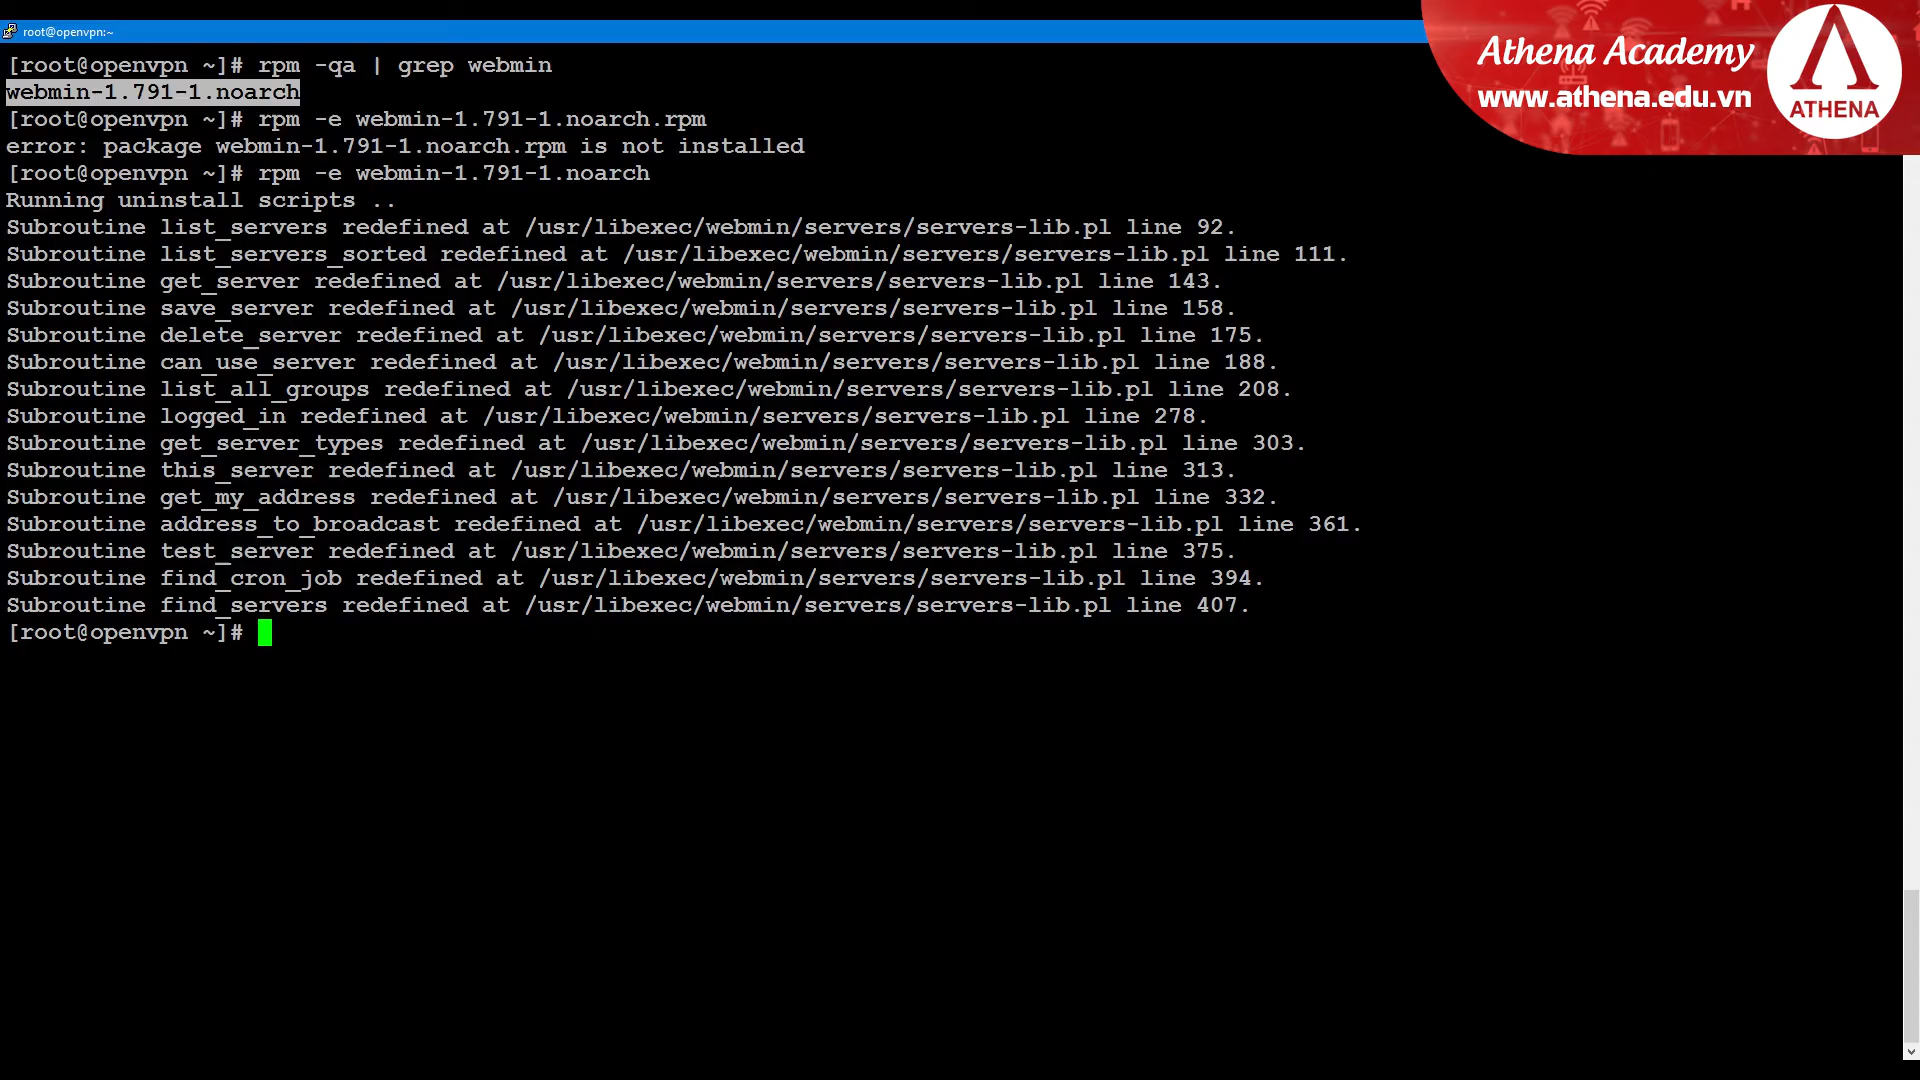 root@openvpn:~
Athena Academy
www.athena.edu.vn
ATHENA
[root@openvpn ~]# rpm -qa | grep webmin
webmin-1.791-1.noarch
[root@openvpn ~]# rpm -e webmin-1.791-1.noarch.rpm
error: package webmin-1.791-1.noarch.rpm is not installed
[root@openvpn ~]# rpm -e webmin-1.791-1.noarch
Running uninstall scripts ..
Subroutine list_servers redefined at /usr/libexec/webmin/servers/servers-lib.pl line 92.
Subroutine list_servers_sorted redefined at /usr/libexec/webmin/servers/servers-lib.pl line 111.
Subroutine get_server redefined at /usr/libexec/webmin/servers/servers-lib.pl line 143.
Subroutine save_server redefined at /usr/libexec/webmin/servers/servers-lib.pl line 158.
Subroutine delete_server redefined at /usr/libexec/webmin/servers/servers-lib.pl line 175.
Subroutine can_use_server redefined at /usr/libexec/webmin/servers/servers-lib.pl line 188.
Subroutine list_all_groups redefined at /usr/libexec/webmin/servers/servers-lib.pl line 208.
Subroutine logged_in redefined at /usr/libexec/webmin/servers/servers-lib.pl line 278.
Subroutine get_server_types redefined at /usr/libexec/webmin/servers/servers-lib.pl line 303.
Subroutine this_server redefined at /usr/libexec/webmin/servers/servers-lib.pl line 313.
Subroutine get_my_address redefined at /usr/libexec/webmin/servers/servers-lib.pl line 332.
Subroutine address_to_broadcast redefined at /usr/libexec/webmin/servers/servers-lib.pl line 361.
Subroutine test_server redefined at /usr/libexec/webmin/servers/servers-lib.pl line 375.
Subroutine find_cron_job redefined at /usr/libexec/webmin/servers/servers-lib.pl line 394.
Subroutine find_servers redefined at /usr/libexec/webmin/servers/servers-lib.pl line 407.
[root@openvpn ~]#